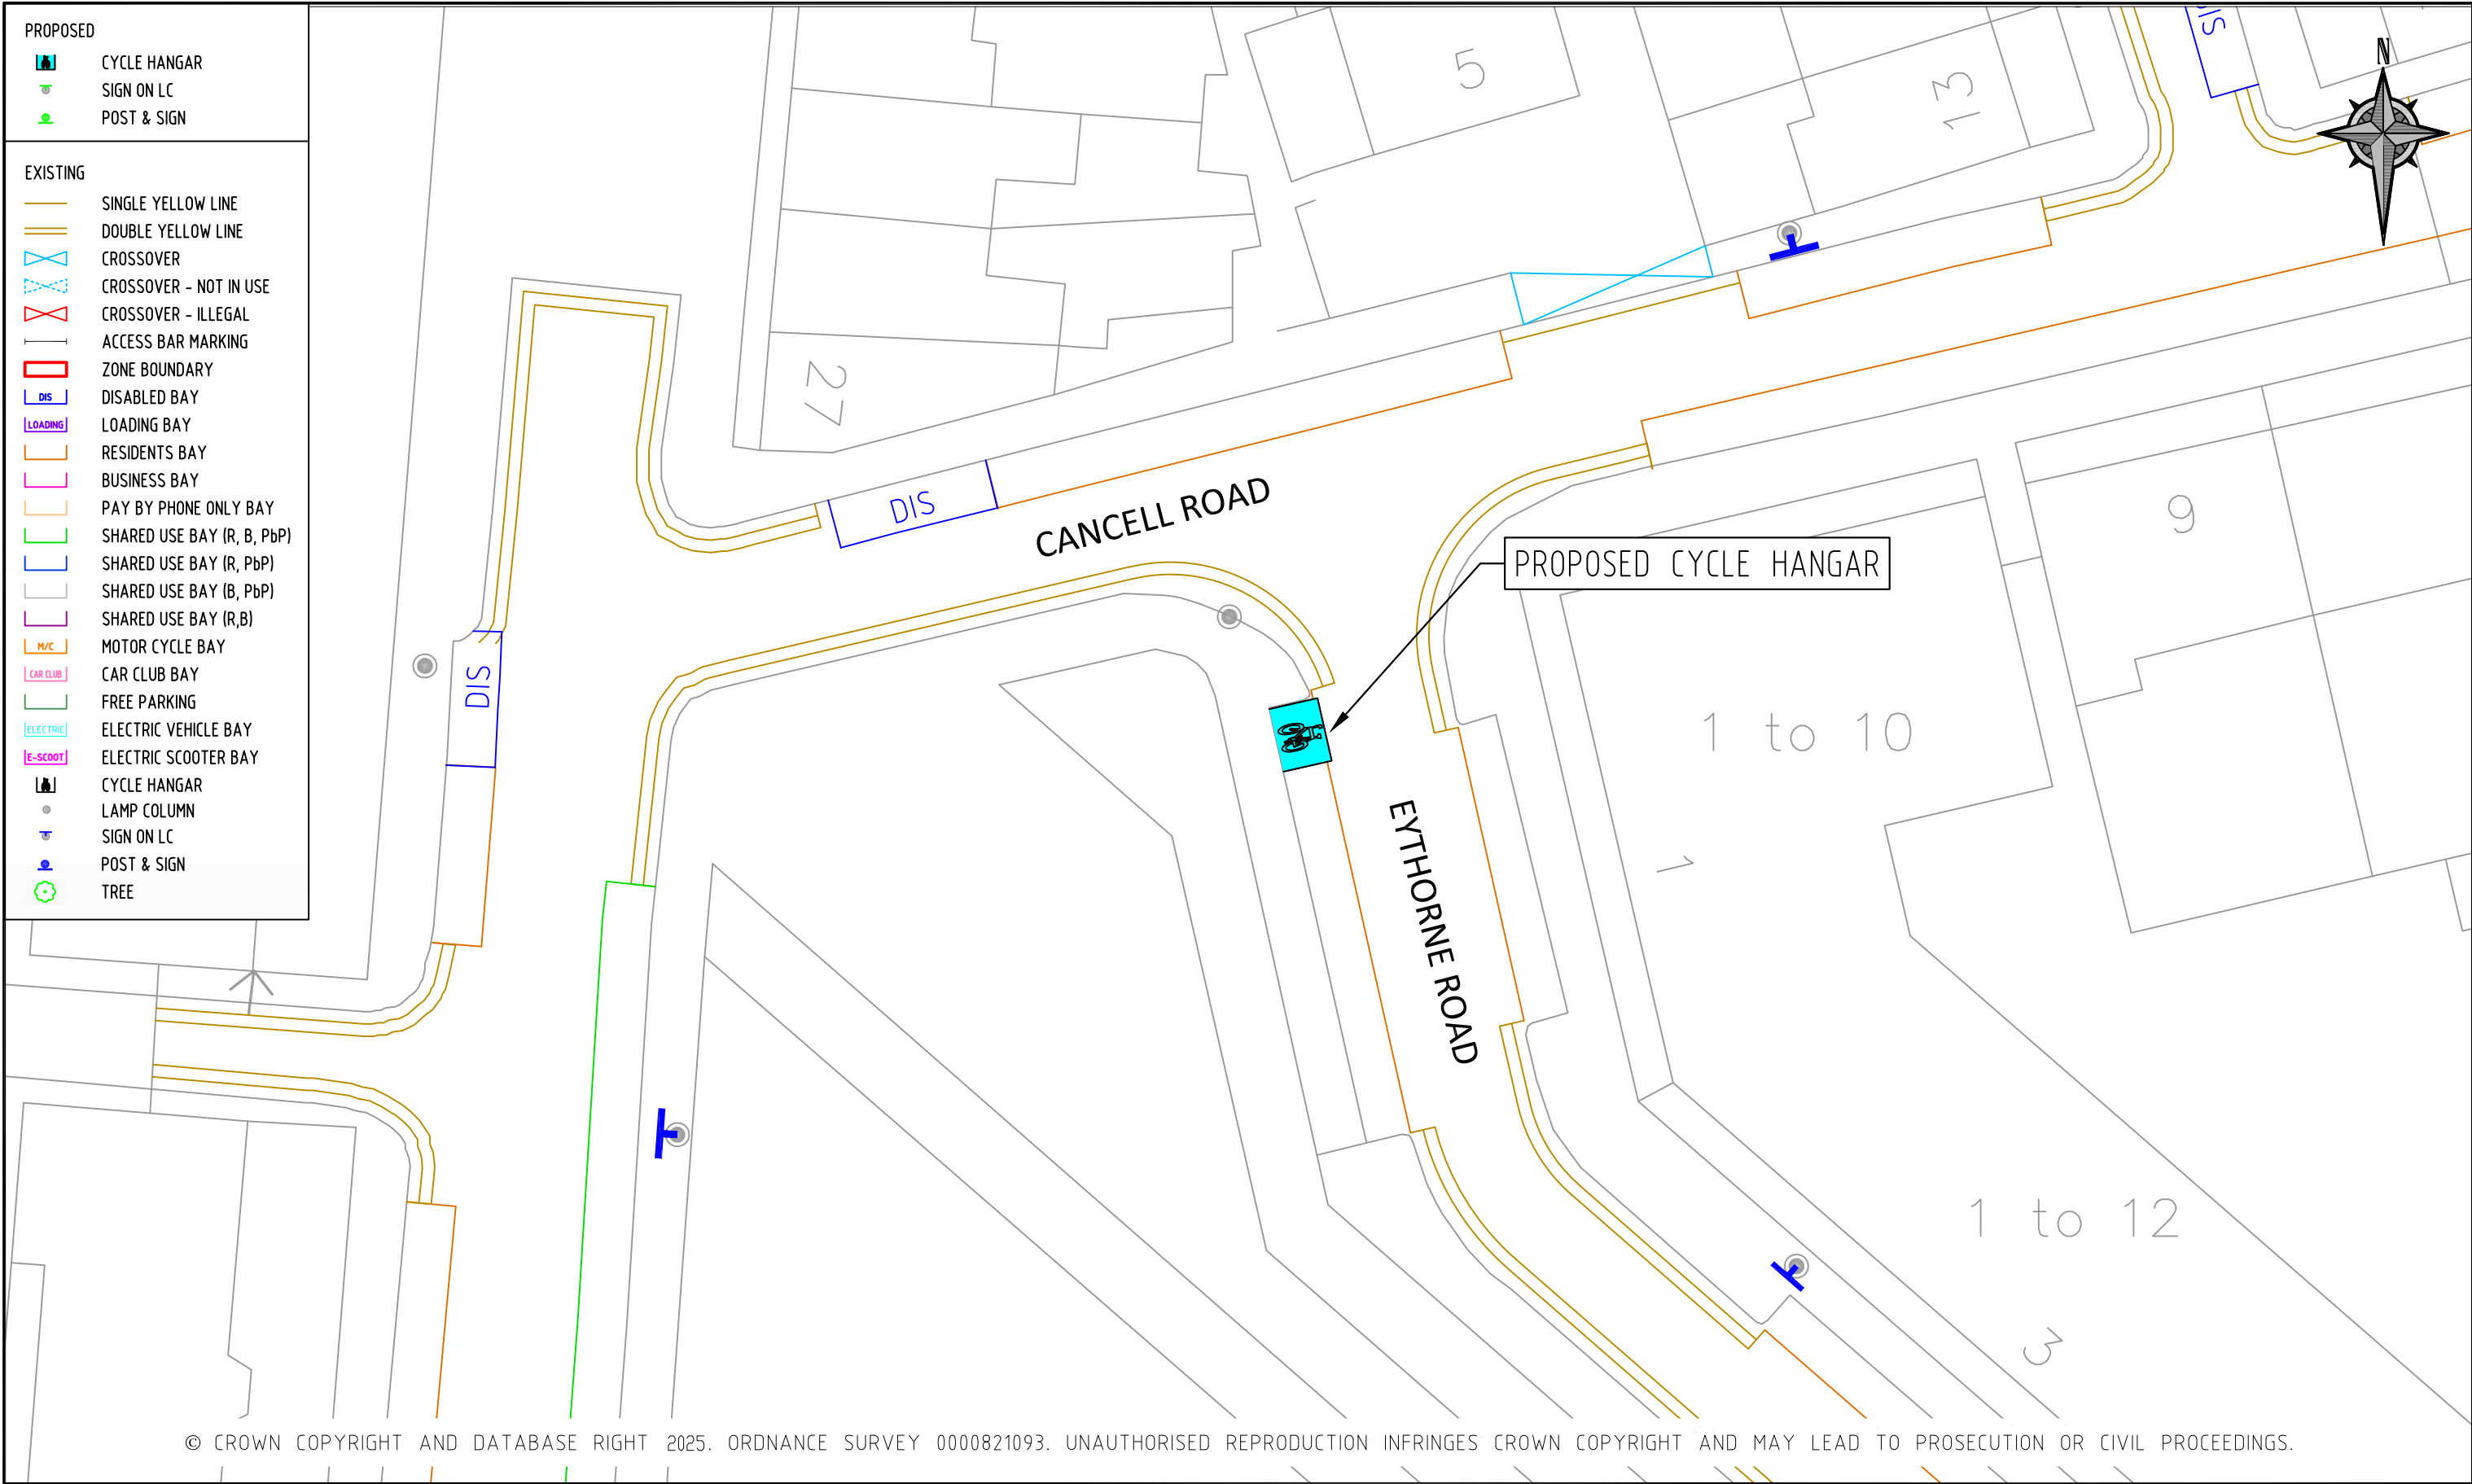 PROPOSED
CYCLE HANGAR
SIGN ON LC
POST & SIGN
EXISTING
SINGLE YELLOW LINE
DOUBLE YELLOW LINE
CROSSOVER
CROSSOVER - NOT IN USE
CROSSOVER - ILLEGAL
ACCESS BAR MARKING
ZONE BOUNDARY
DIS DISABLED BAY
LOADING LOADING BAY
RESIDENTS BAY
BUSINESS BAY
PAY BY PHONE ONLY BAY
SHARED USE BAY (R, B, PbP)
SHARED USE BAY (R, PbP)
SHARED USE BAY (B, PbP)
SHARED USE BAY (R,B)
M/C MOTOR CYCLE BAY
CAR CLUB CAR CLUB BAY
FREE PARKING
ELECTRIC ELECTRIC VEHICLE BAY
E-SCOOT ELECTRIC SCOOTER BAY
CYCLE HANGAR
LAMP COLUMN
SIGN ON LC
POST & SIGN
TREE
5
13
DIS
N
27
DIS
CANCELL ROAD
9
PROPOSED CYCLE HANGAR
DIS
1 to 10
1
EYTHORNE ROAD
1 to 12
3
© CROWN COPYRIGHT AND DATABASE RIGHT 2025. ORDNANCE SURVEY 0000821093. UNAUTHORISED REPRODUCTION INFRINGES CROWN COPYRIGHT AND MAY LEAD TO PROSECUTION OR CIVIL PROCEEDINGS.